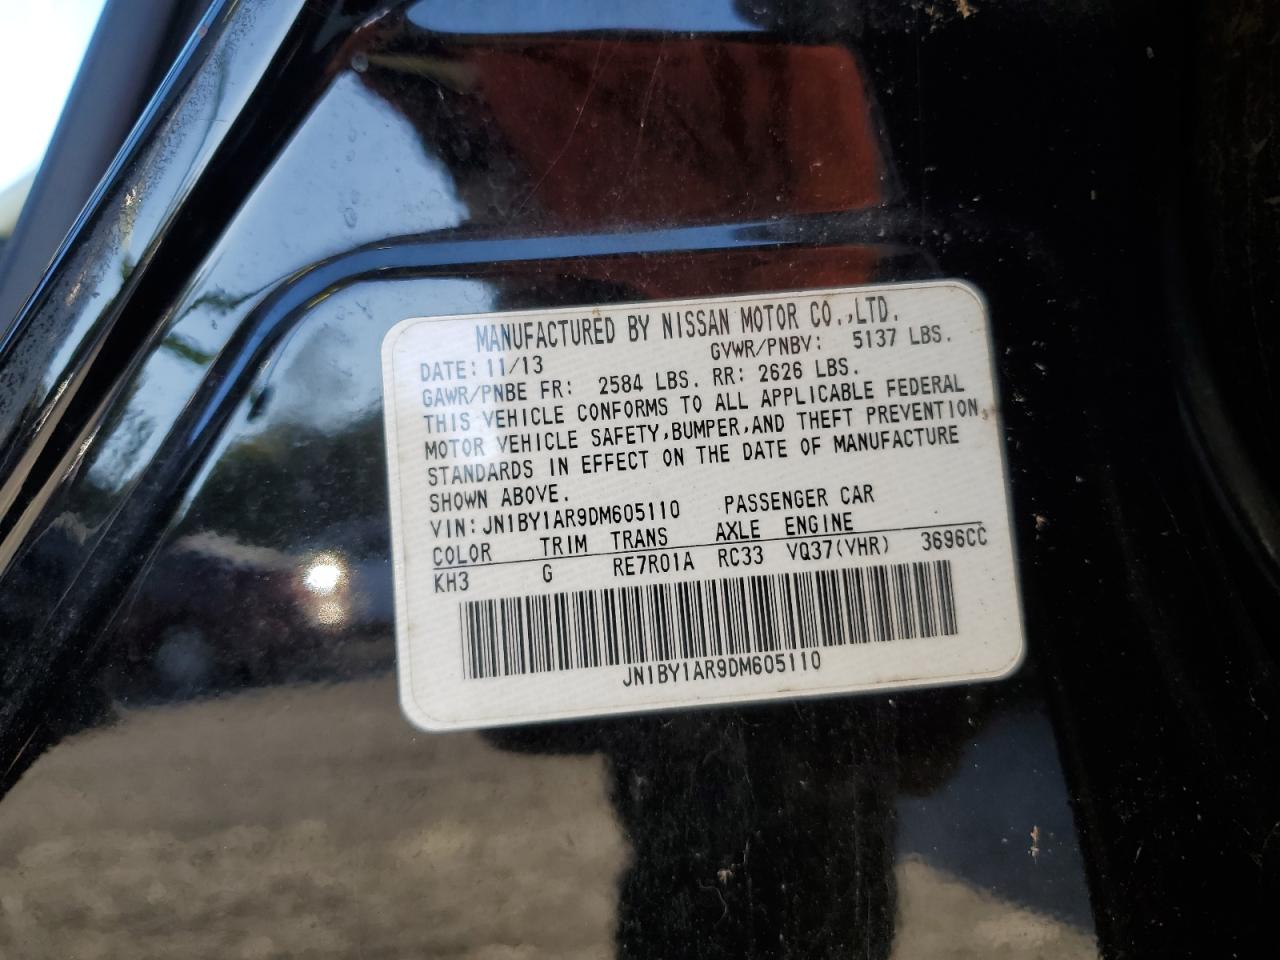 MANUFACTURED BY NISSAN MOTOR CO.,LTD.
DATE: 11/13 GVWR/PNBV: 5137 LBS.
GAWR/PNBE FR: 2584 LBS. RR: 2626 LBS.
THIS VEHICLE CONFORMS TO ALL APPLICABLE FEDERAL
MOTOR VEHICLE SAFETY,BUMPER,AND THEFT PREVENTION
STANDARDS IN EFFECT ON THE DATE OF MANUFACTURE
SHOWN ABOVE.
VIN: JN1BY1AR9DM605110 PASSENGER CAR
COLOR TRIM TRANS AXLE ENGINE
KH3 G RE7R01A RC33 VQ37(VHR) 3696CC
JN1BY1AR9DM605110